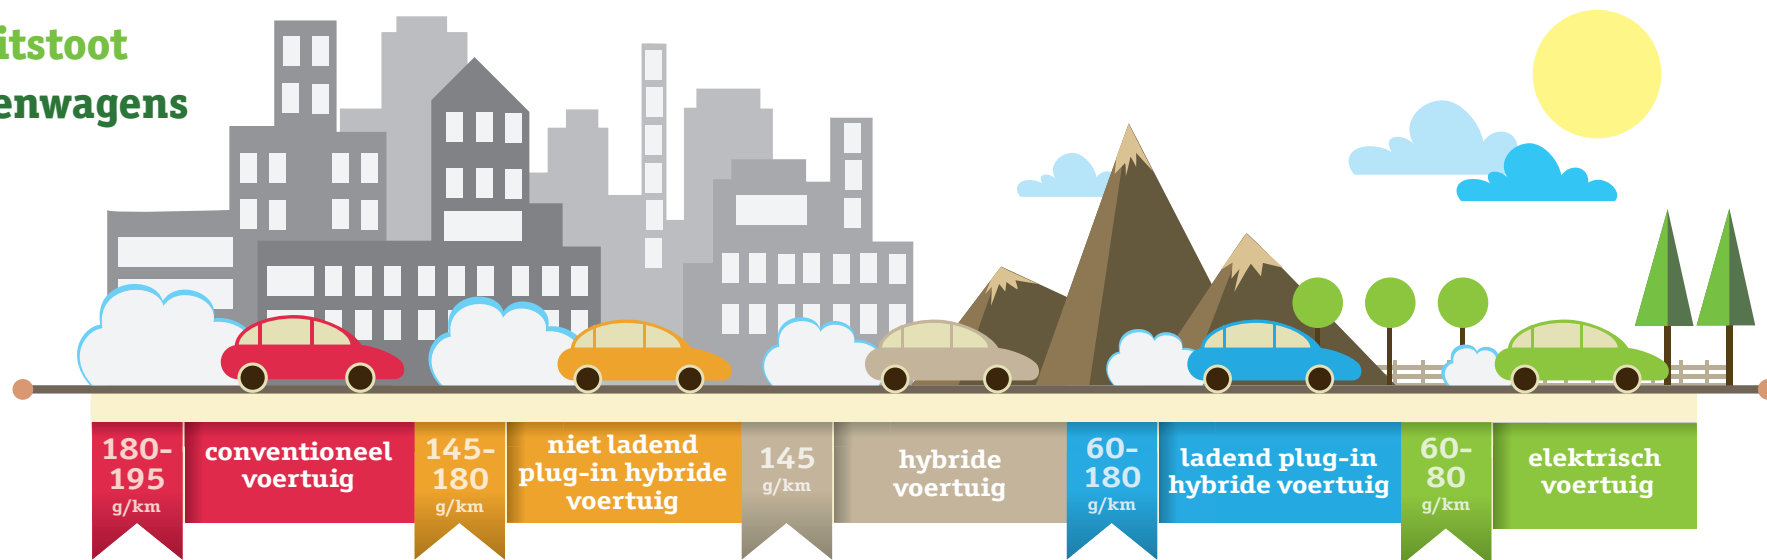 itstoot
enwagens
180-
195
g/km
conventioneel
voertuig
145-
180
g/km
niet ladend
plug-in hybride
voertuig
145
g/km
hybride
voertuig
60-
180
g/km
ladend plug-in
hybride voertuig
60-
80
g/km
elektrisch
voertuig